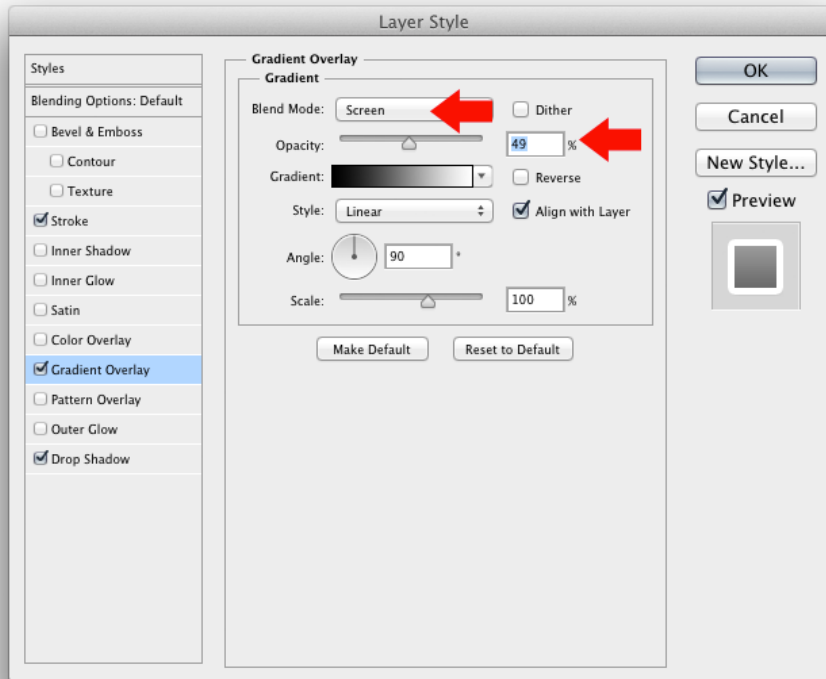 Layer Style
Styles
Blending Options: Default
Bevel & Emboss
Contour
Texture
Stroke
Inner Shadow
Inner Glow
Satin
Color Overlay
Gradient Overlay
Pattern Overlay
Outer Glow
Drop Shadow
Gradient Overlay
Gradient
Blend Mode: Screen Dither
Opacity: 49 %
Gradient: Reverse
Style: Linear Align with Layer
Angle: 90 °
Scale: 100 %
Make Default Reset to Default
OK
Cancel
New Style...
Preview